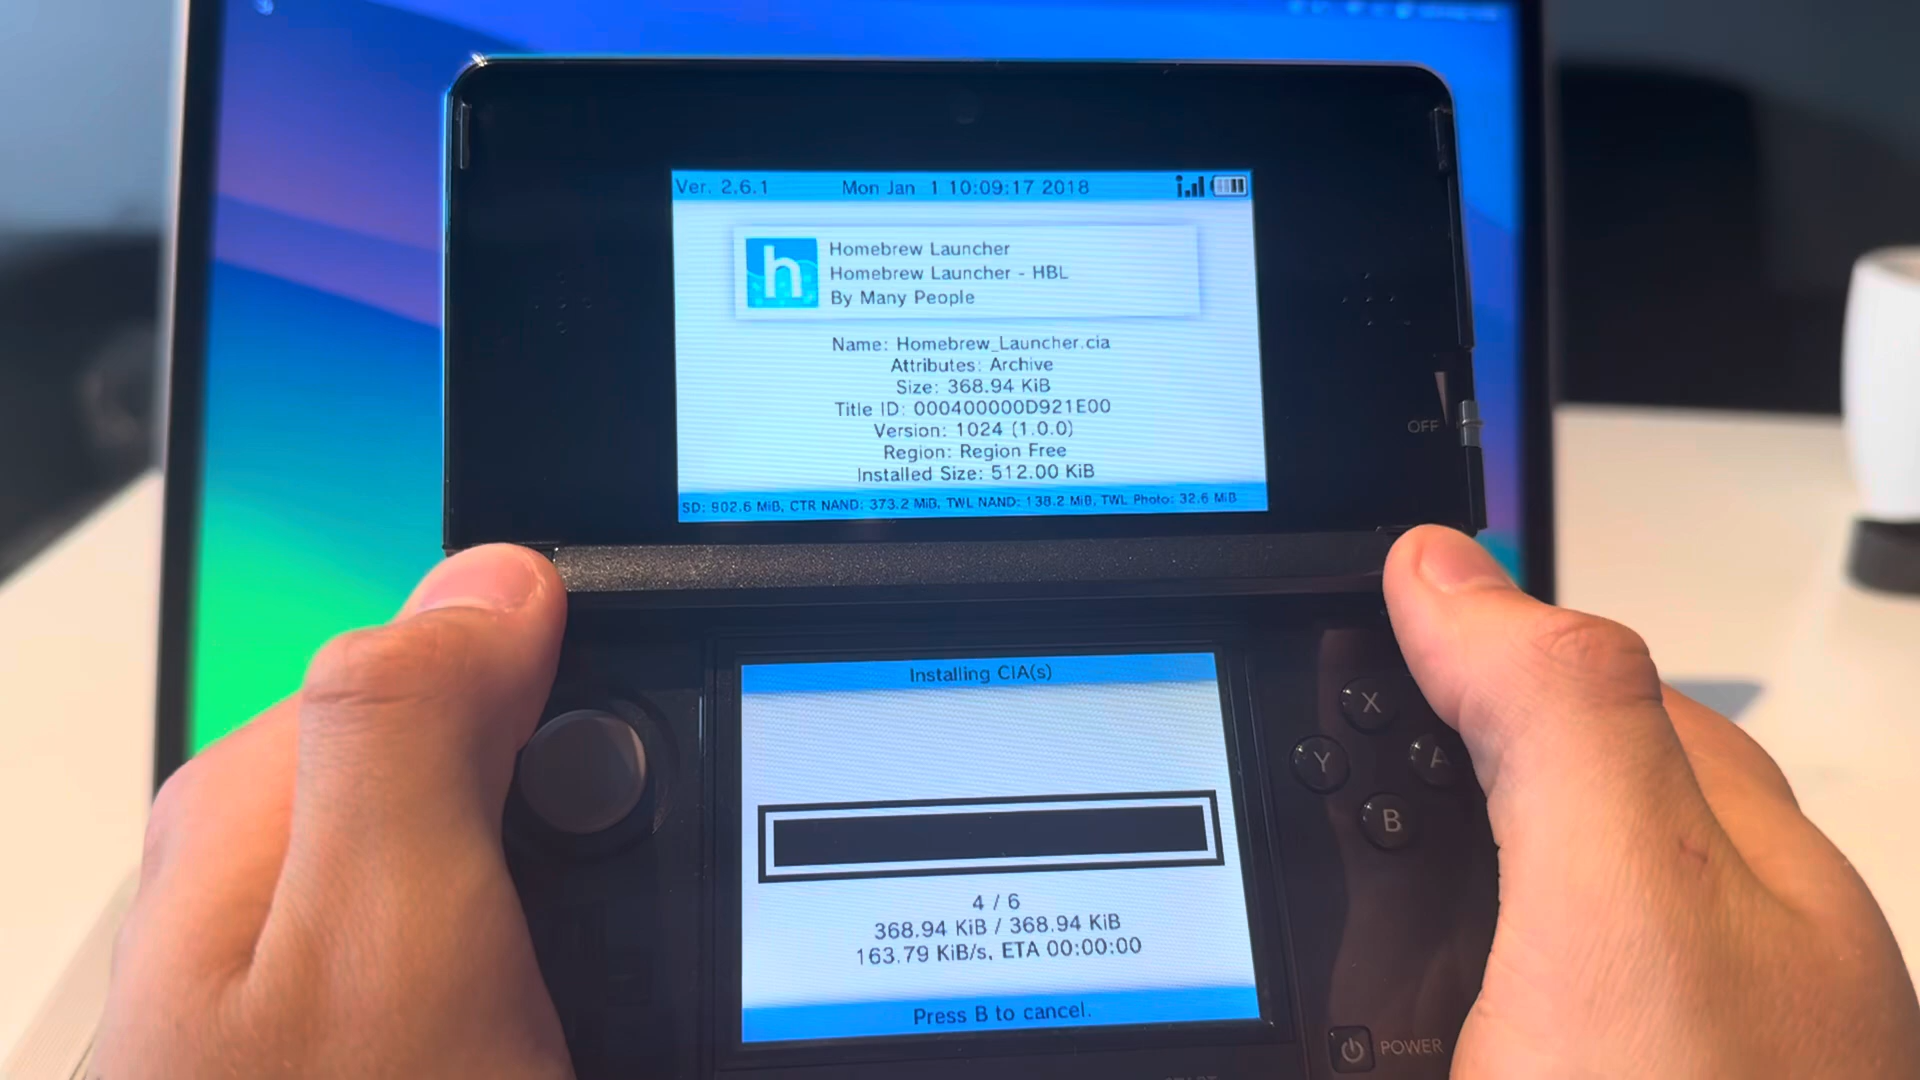 Ver. 2.6.1 Mon Jan 1 10:09:17 2018
h
Homebrew Launcher
Homebrew Launcher - HBL
By Many People
Name: Homebrew_Launcher.cia
Attributes: Archive
Size: 368.94 KiB
Title ID: 000400000D921E00
Version: 1024 (1.0.0)
Region: Region Free
Installed Size: 512.00 KiB
SD: 902.6 MiB, CTR NAND: 373.2 MiB, TWL NAND: 138.2 MiB, TWL Photo: 32.6 MiB
OFF
Installing CIA(s)
4 / 6
368.94 KiB / 368.94 KiB
163.79 KiB/s, ETA 00:00:00
Press B to cancel.
X
Y
A
B
POWER